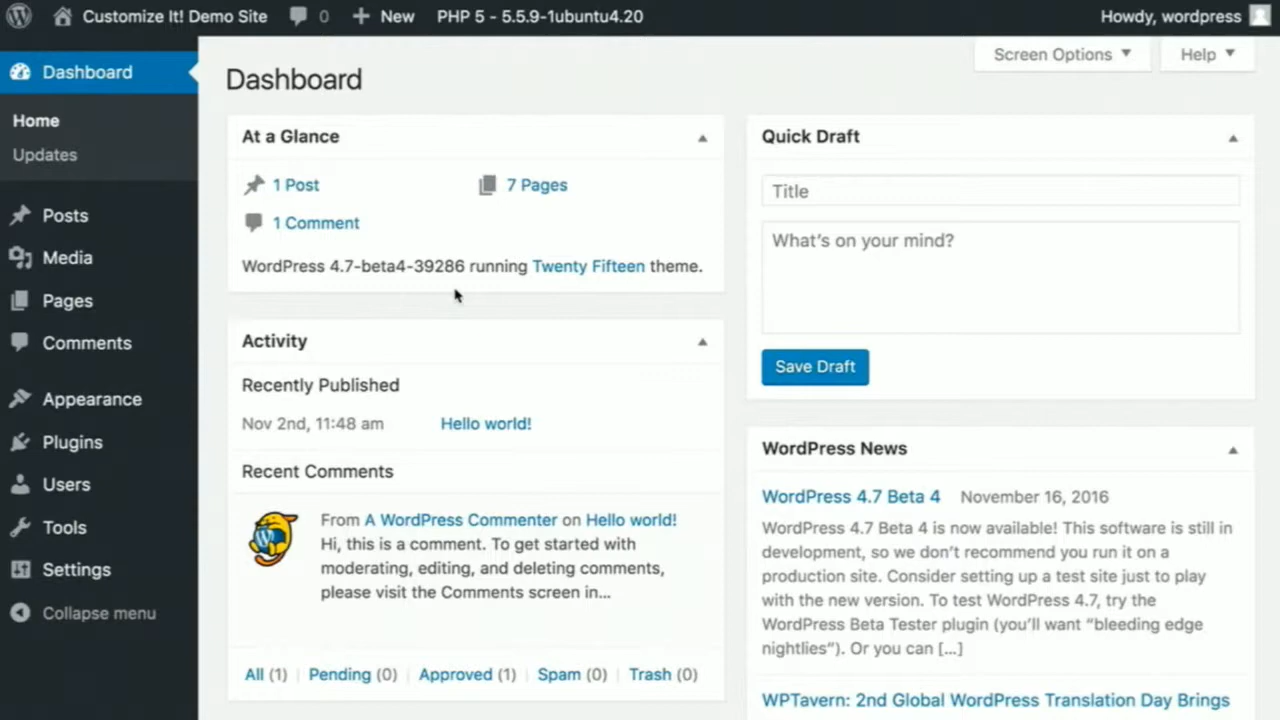 Customize It! Demo Site 0 New PHP 5 - 5.5.9-1ubuntu4.20 Howdy, wordpress
Dashboard
Home
Updates
Posts
Media
Pages
Comments
Appearance
Plugins
Users
Tools
Settings
Collapse menu
Screen Options
Help
Dashboard
At a Glance
1 Post
7 Pages
1 Comment
WordPress 4.7-beta4-39286 running Twenty Fifteen theme.
Activity
Recently Published
Nov 2nd, 11:48 am Hello world!
Recent Comments
From A WordPress Commenter on Hello world!
Hi, this is a comment. To get started with
moderating, editing, and deleting comments,
please visit the Comments screen in...
All (1) | Pending (0) | Approved (1) | Spam (0) | Trash (0)
Quick Draft
Title
What's on your mind?
Save Draft
WordPress News
WordPress 4.7 Beta 4 November 16, 2016
WordPress 4.7 Beta 4 is now available! This software is still in
development, so we don't recommend you run it on a
production site. Consider setting up a test site just to play
with the new version. To test WordPress 4.7, try the
WordPress Beta Tester plugin (you'll want “bleeding edge
nightlies”). Or you can [...]
WPTavern: 2nd Global WordPress Translation Day Brings